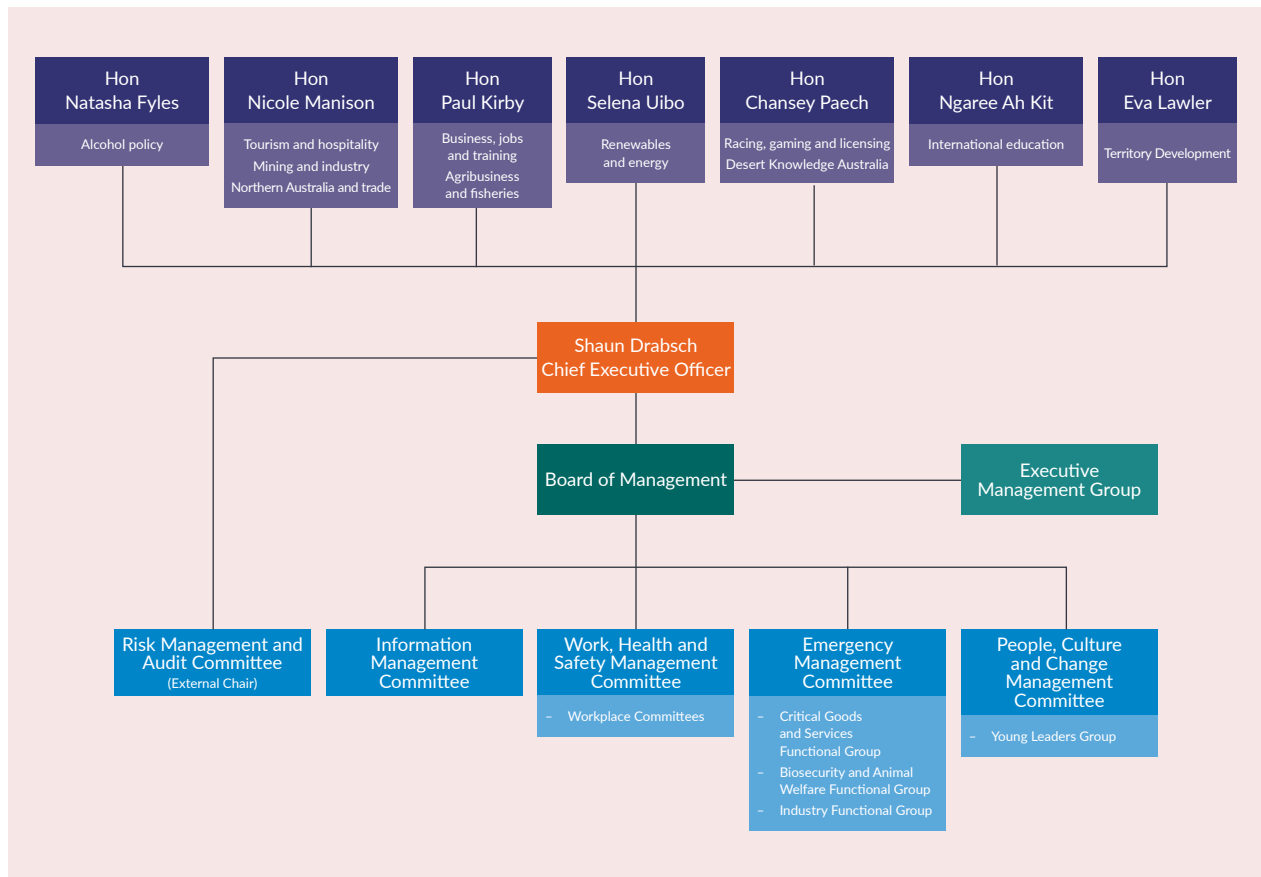 Hon
Natasha Fyles
Alcohol policy
Hon
Nicole Manison
Tourism and hospitality
Mining and industry
Northern Australia and trade
Hon
Paul Kirby
Business, jobs
and training
Agribusiness
and fisheries
Hon
Selena Uibo
Renewables
and energy
Hon
Chansey Paech
Racing, gaming and licensing
Desert Knowledge Australia
Hon
Ngaree Ah Kit
International education
Hon
Eva Lawler
Territory Development
Shaun Drabsch
Chief Executive Officer
Board of Management
Executive
Management Group
Risk Management and
Audit Committee
(External Chair)
Information
Management
Committee
Work, Health and
Safety Management
Committee
– Workplace Committees
Emergency
Management
Committee
– Critical Goods
and Services
Functional Group
– Biosecurity and Animal
Welfare Functional Group
– Industry Functional Group
People, Culture
and Change
Management
Committee
– Young Leaders Group